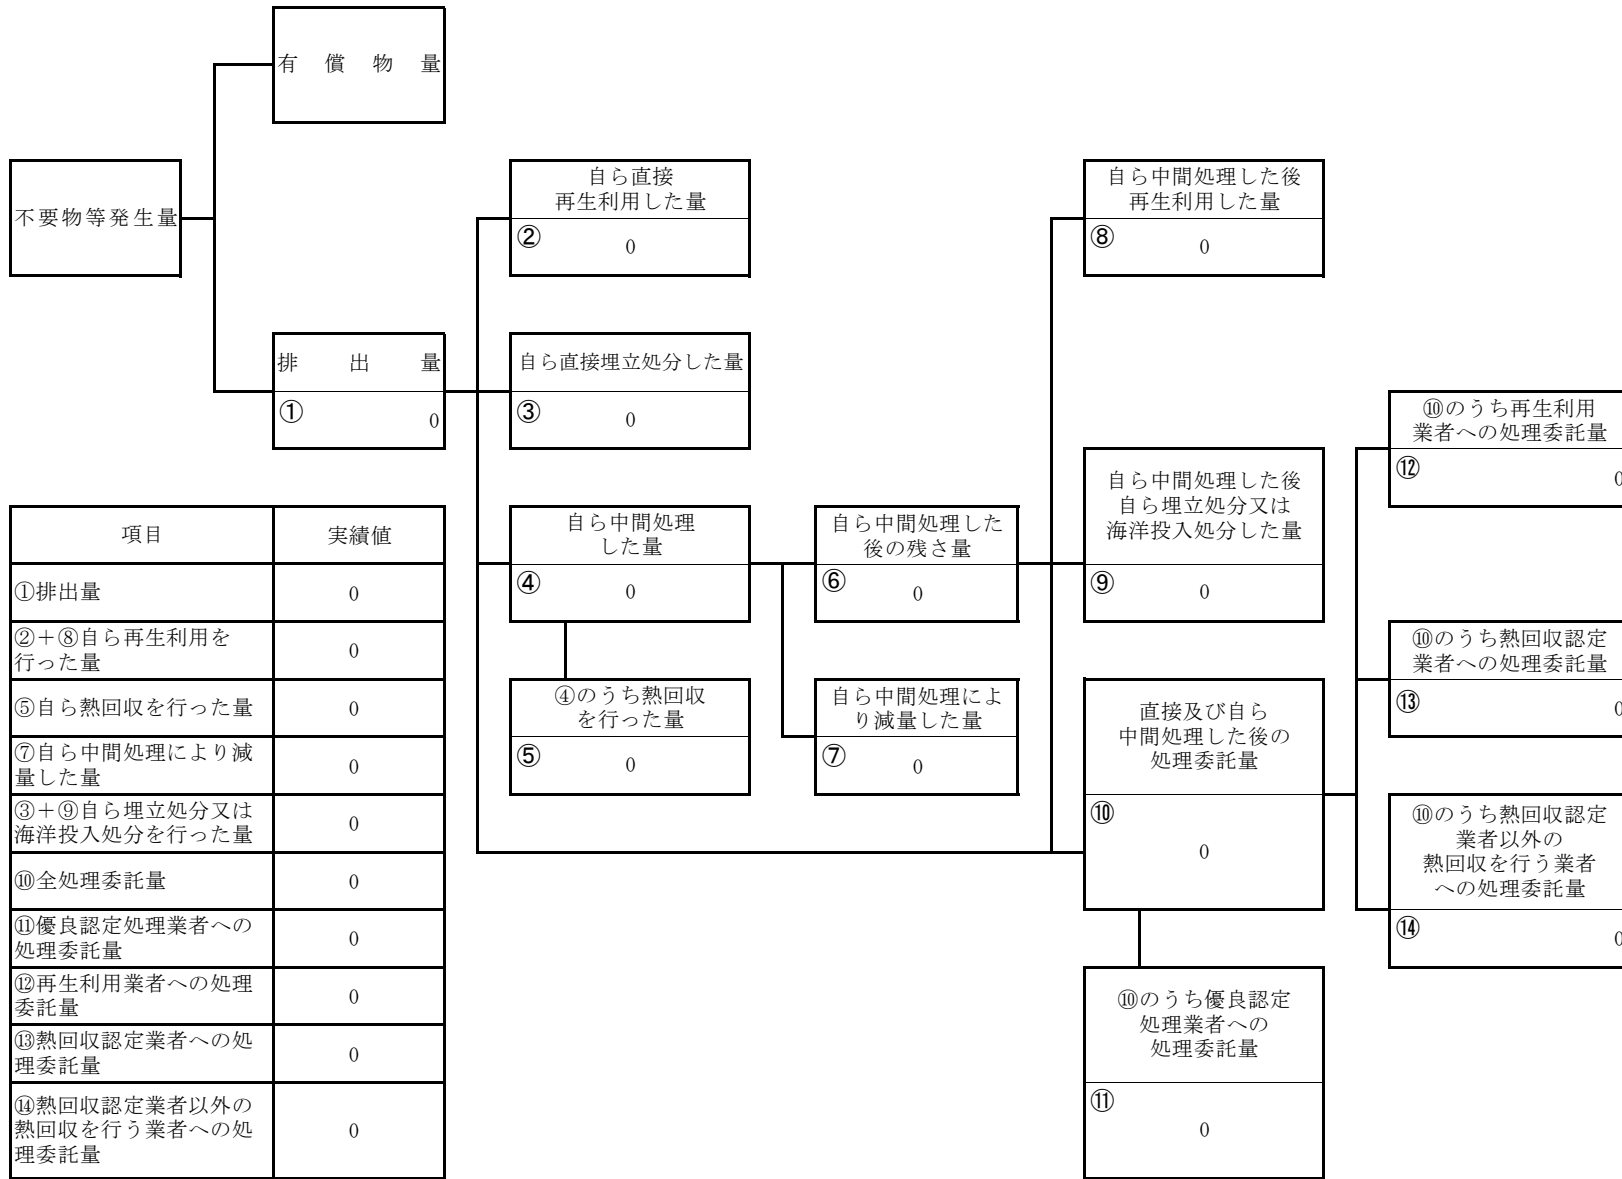 有償物量
不要物等発生量
自ら直接
再生利用した量
②
0
自ら中間処理した後
再生利用した量
⑧
0
排出量
①
0
自ら直接埋立処分した量
③
0
⑩のうち再生利用
業者への処理委託量
⑫
0
自ら中間処理
した量
④
0
自ら中間処理した
後の残さ量
⑥
0
自ら中間処理した後
自ら埋立処分又は
海洋投入処分した量
⑨
0
⑩のうち熱回収認定
業者への処理委託量
⑬
0
④のうち熱回収
を行った量
⑤
0
自ら中間処理によ
り減量した量
⑦
0
直接及び自ら
中間処理した後の
処理委託量
⑩
0
⑩のうち熱回収認定
業者以外の
熱回収を行う業者
への処理委託量
⑭
0
⑩のうち優良認定
処理業者への
処理委託量
⑪
0
項目 実績値
①排出量 0
②+⑧自ら再生利用を
行った量 0
⑤自ら熱回収を行った量 0
⑦自ら中間処理により減
量した量 0
③+⑨自ら埋立処分又は
海洋投入処分を行った量 0
⑩全処理委託量 0
⑪優良認定処理業者への
処理委託量 0
⑫再生利用業者への処理
委託量 0
⑬熱回収認定業者への処
理委託量 0
⑭熱回収認定業者以外の
熱回収を行う業者への処
理委託量 0